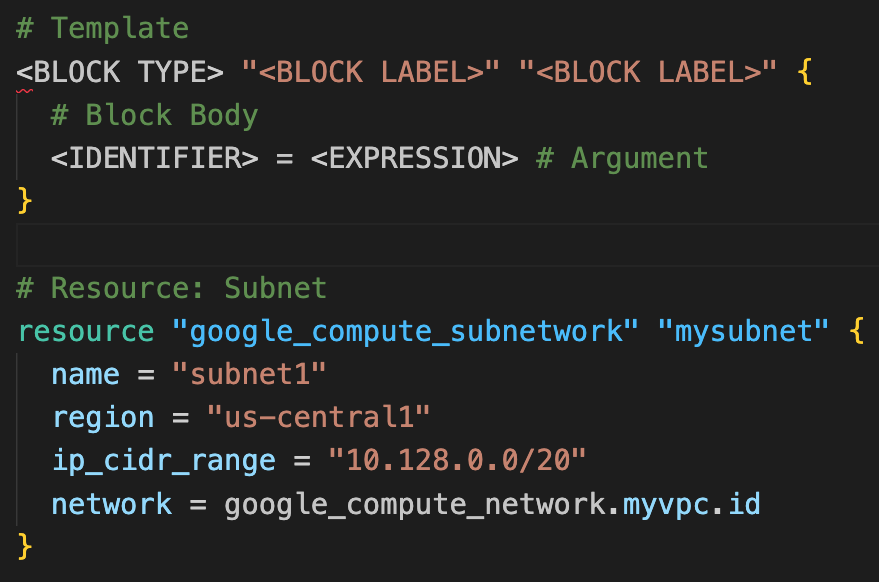 # Template
<BLOCK TYPE> "<BLOCK LABEL>" "<BLOCK LABEL>" {
  # Block Body
  <IDENTIFIER> = <EXPRESSION> # Argument
}

# Resource: Subnet
resource "google_compute_subnetwork" "mysubnet" {
  name = "subnet1"
  region = "us-central1"
  ip_cidr_range = "10.128.0.0/20"
  network = google_compute_network.myvpc.id
}